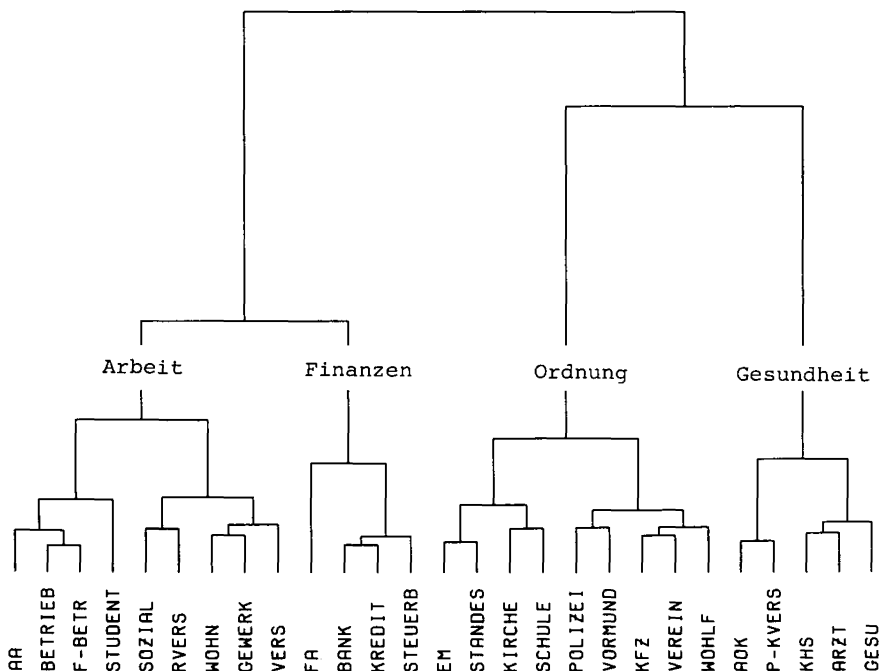 Arbeit
Finanzen
Ordnung
Gesundheit
AA
BETRIEB
F-BETR
STUDENT
SOZIAL
RVERS
WOHN
GEWERK
VERS
FA
BANK
KREDIT
STEUERB
EM
STANDES
KIRCHE
SCHULE
POLIZEI
VORMUND
KFZ
VEREIN
WOHLF
AOK
P-KVERS
KHS
ARZT
GESU